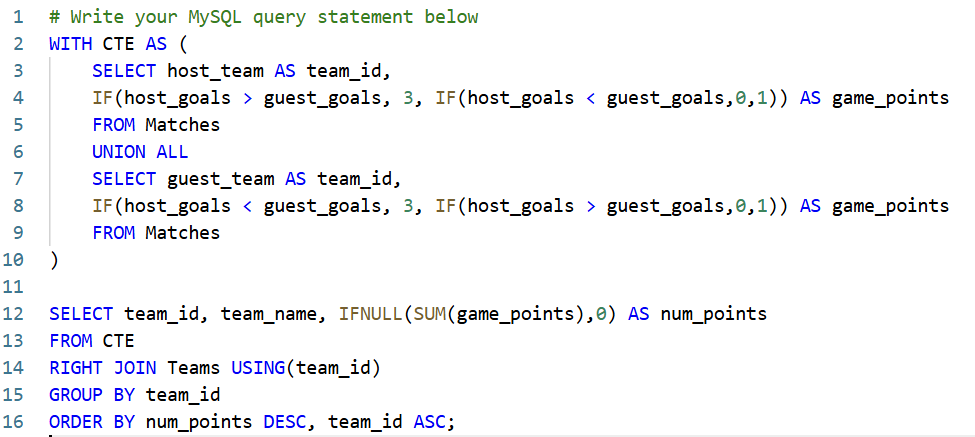 1 # Write your MySQL query statement below
2 WITH CTE AS (
3     SELECT host_team AS team_id,
4     IF(host_goals > guest_goals, 3, IF(host_goals < guest_goals,0,1)) AS game_points
5     FROM Matches
6     UNION ALL
7     SELECT guest_team AS team_id,
8     IF(host_goals < guest_goals, 3, IF(host_goals > guest_goals,0,1)) AS game_points
9     FROM Matches
10 )
11
12 SELECT team_id, team_name, IFNULL(SUM(game_points),0) AS num_points
13 FROM CTE
14 RIGHT JOIN Teams USING(team_id)
15 GROUP BY team_id
16 ORDER BY num_points DESC, team_id ASC;